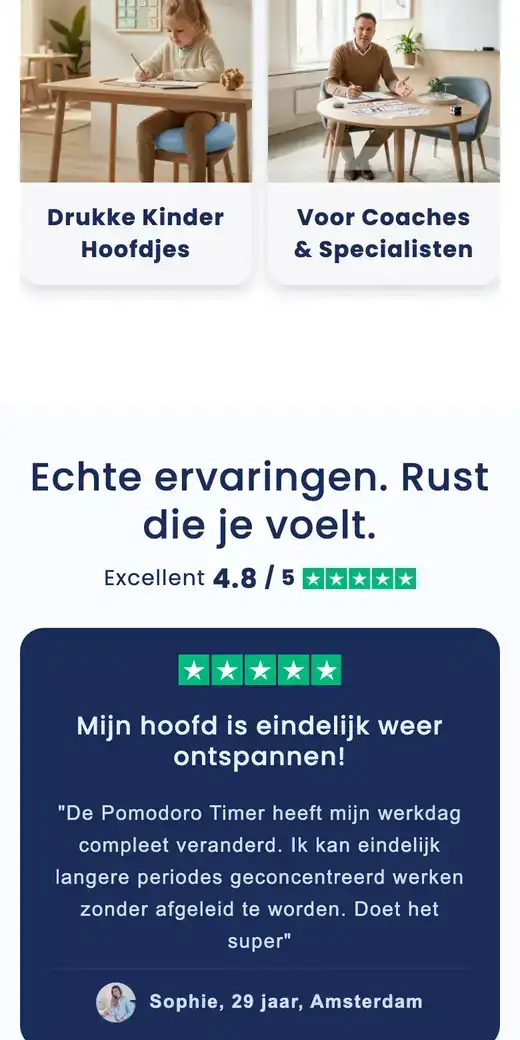 Drukke Kinder
Hoofdjes
Voor Coaches
& Specialisten
Echte ervaringen. Rust
die je voelt.
Excellent 4.8 / 5
Mijn hoofd is eindelijk weer
ontspannen!
"De Pomodoro Timer heeft mijn werkdag
compleet veranderd. Ik kan eindelijk
langere periodes geconcentreerd werken
zonder afgeleid te worden. Doet het
super"
Sophie, 29 jaar, Amsterdam